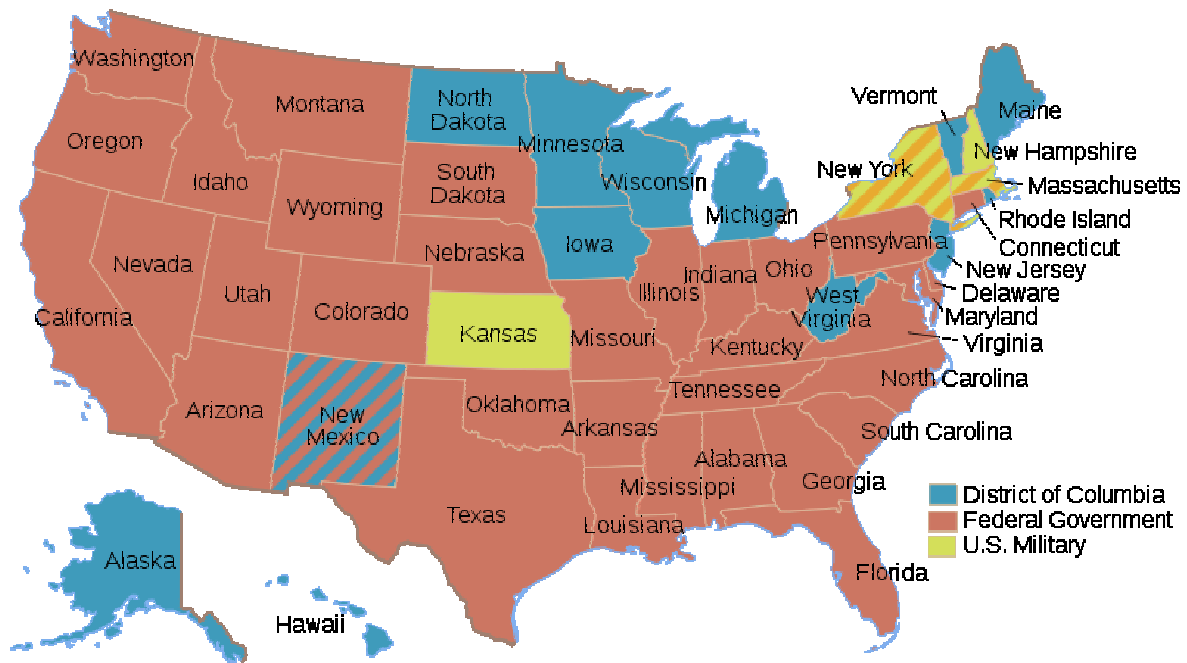 Washington
Montana
North
Dakota
Minnesota
Vermont
Maine
Oregon
Idaho
South
Dakota
Wisconsin
Michigan
New York
New Hampshire
Massachusetts
Wyoming
Rhode Island
Connecticut
Nebraska
Iowa
Pennsylvania
New Jersey
Nevada
Utah
Colorado
Illinois
Indiana
Ohio
West
Virginia
Delaware
Maryland
California
Kansas
Missouri
Kentucky
Virginia
Arizona
New
Mexico
Oklahoma
Arkansas
Tennessee
North Carolina
South Carolina
Texas
Louisiana
Mississippi
Alabama
Georgia
Florida
Alaska
Hawaii
District of Columbia
Federal Government
U.S. Military